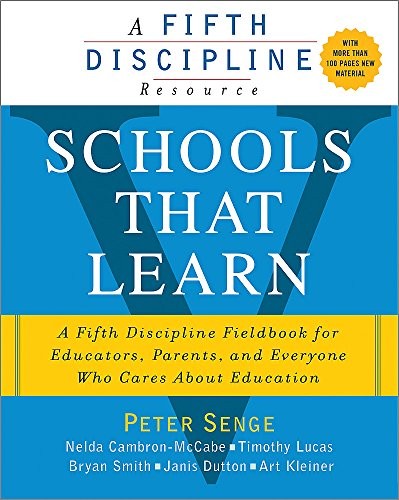 A FIFTH
DISCIPLINE
Resource
WITH
MORE THAN
100 PAGES NEW
MATERIAL
V
SCHOOLS
THAT
LEARN
A Fifth Discipline Fieldbook for
Educators, Parents, and Everyone
Who Cares About Education
PETER SENGE
Nelda Cambron-McCabe ■ Timothy Lucas
Bryan Smith ■ Janis Dutton ■ Art Kleiner